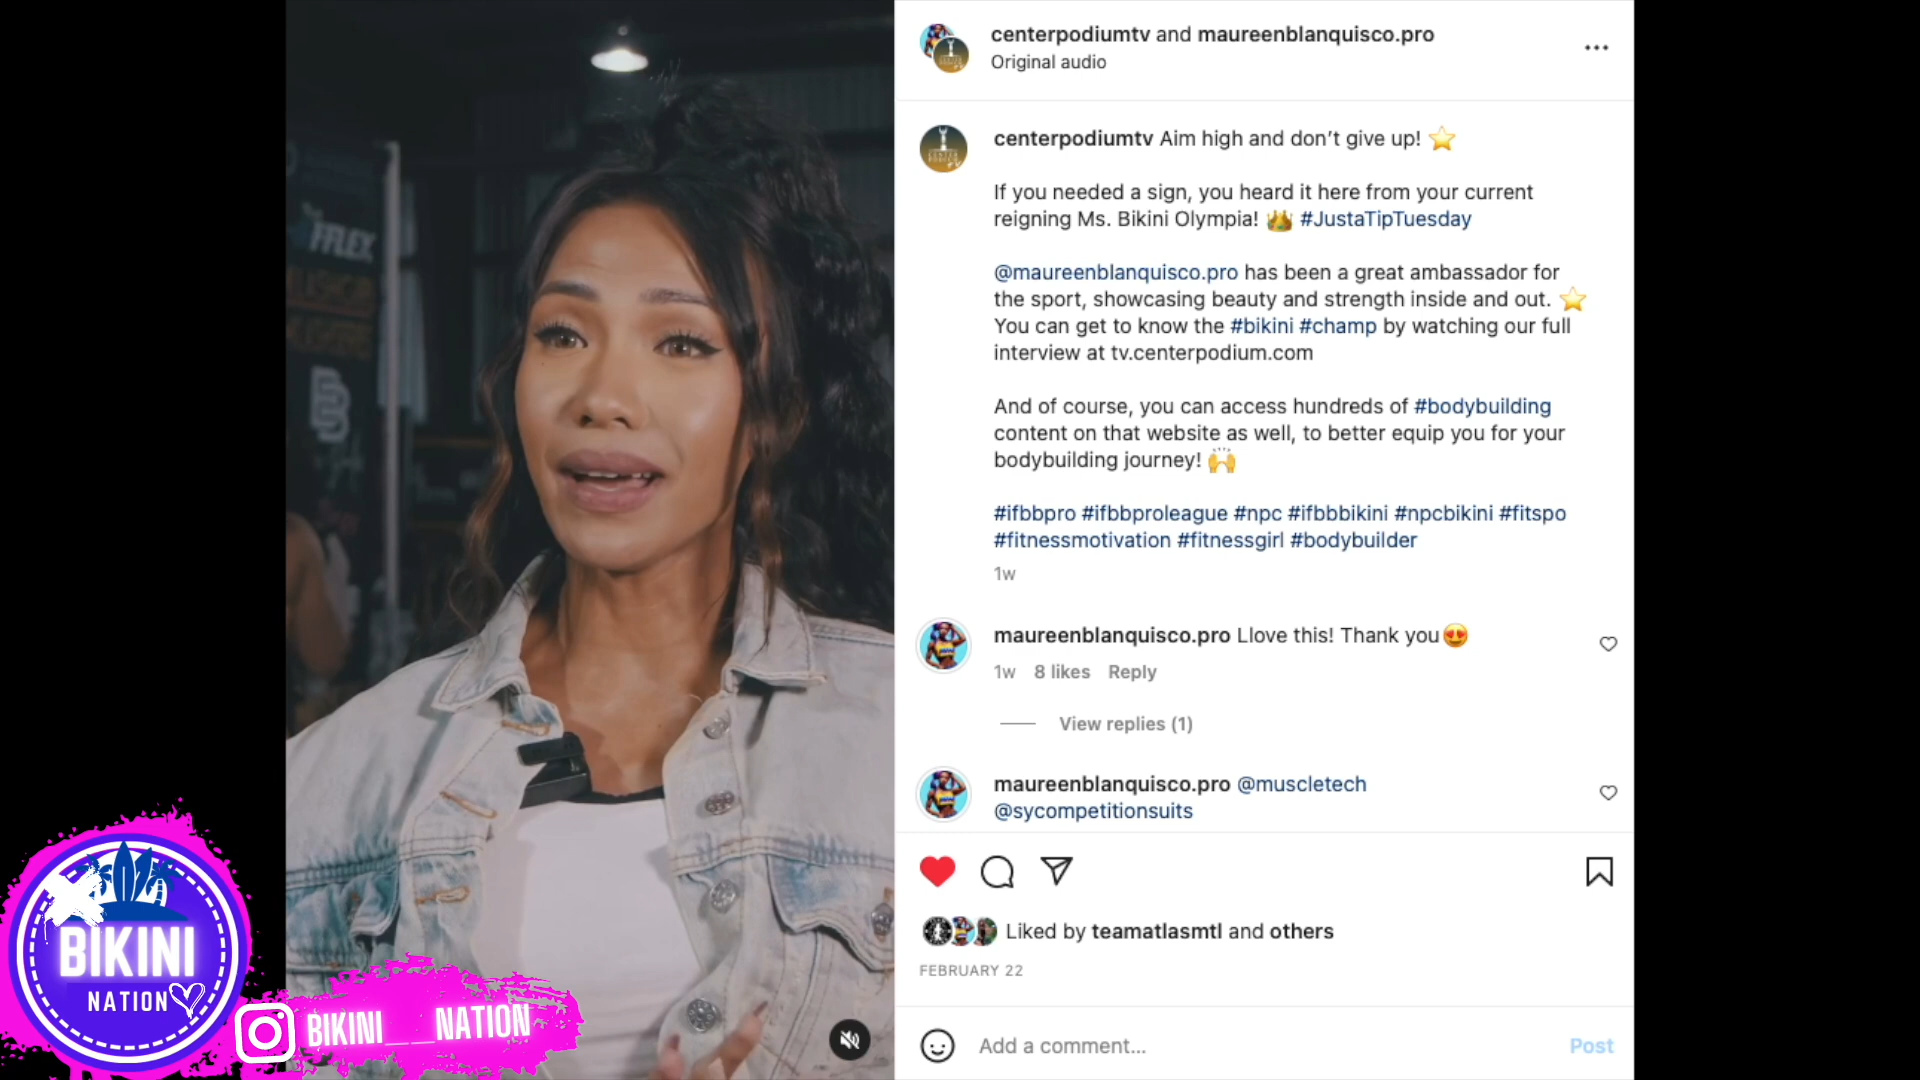 centerpodiumtv and maureenblanquisco.pro
Original audio
centerpodiumtv Aim high and don’t give up! ⭐
If you needed a sign, you heard it here from your current
reigning Ms. Bikini Olympia! 👑 #JustaTipTuesday
@maureenblanquisco.pro has been a great ambassador for
the sport, showcasing beauty and strength inside and out. ⭐
You can get to know the #bikini #champ by watching our full
interview at tv.centerpodium.com
And of course, you can access hundreds of #bodybuilding
content on that website as well, to better equip you for your
bodybuilding journey! 🙌
#ifbbpro #ifbbproleague #npc #ifbbbikini #npcbikini #fitspo
#fitnessmotivation #fitnessgirl #bodybuilder
1w
maureenblanquisco.pro Llove this! Thank you😍
1w 8 likes Reply
View replies (1)
maureenblanquisco.pro @muscletech
@sycompetitionsuits
Liked by teamatlasmtl and others
FEBRUARY 22
Add a comment...
Post
FFLEX
BIKINI
NATION
BIKINI__NATION